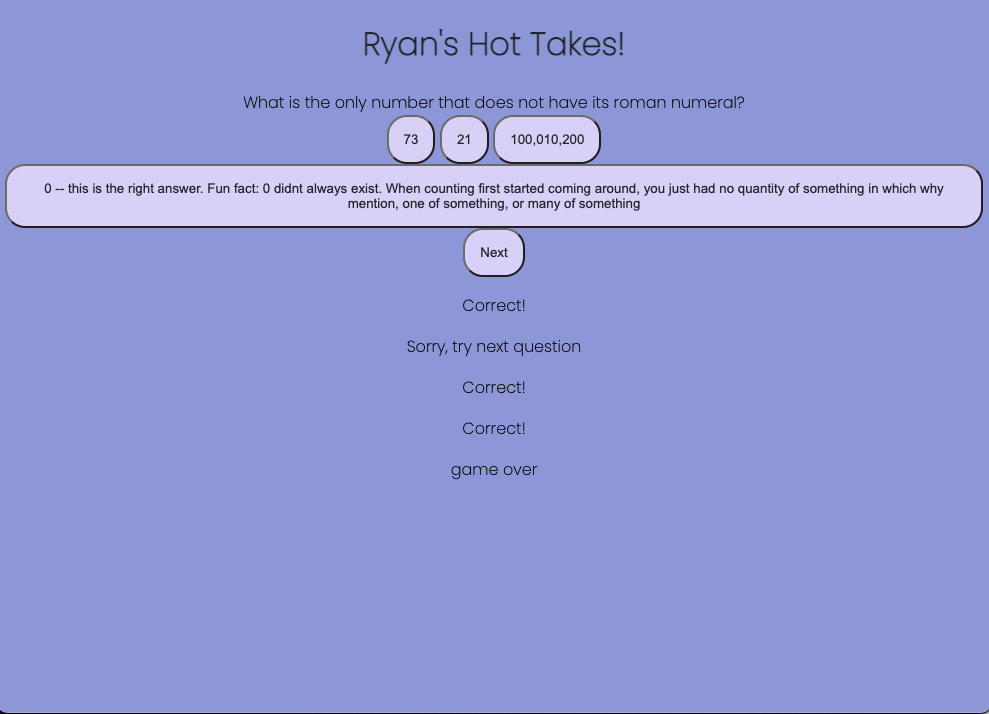 Ryan's Hot Takes!
What is the only number that does not have its roman numeral?
73 21 100,010,200
0 -- this is the right answer. Fun fact: 0 didnt always exist. When counting first started coming around, you just had no quantity of something in which why
mention, one of something, or many of something
Next
Correct!
Sorry, try next question
Correct!
Correct!
game over